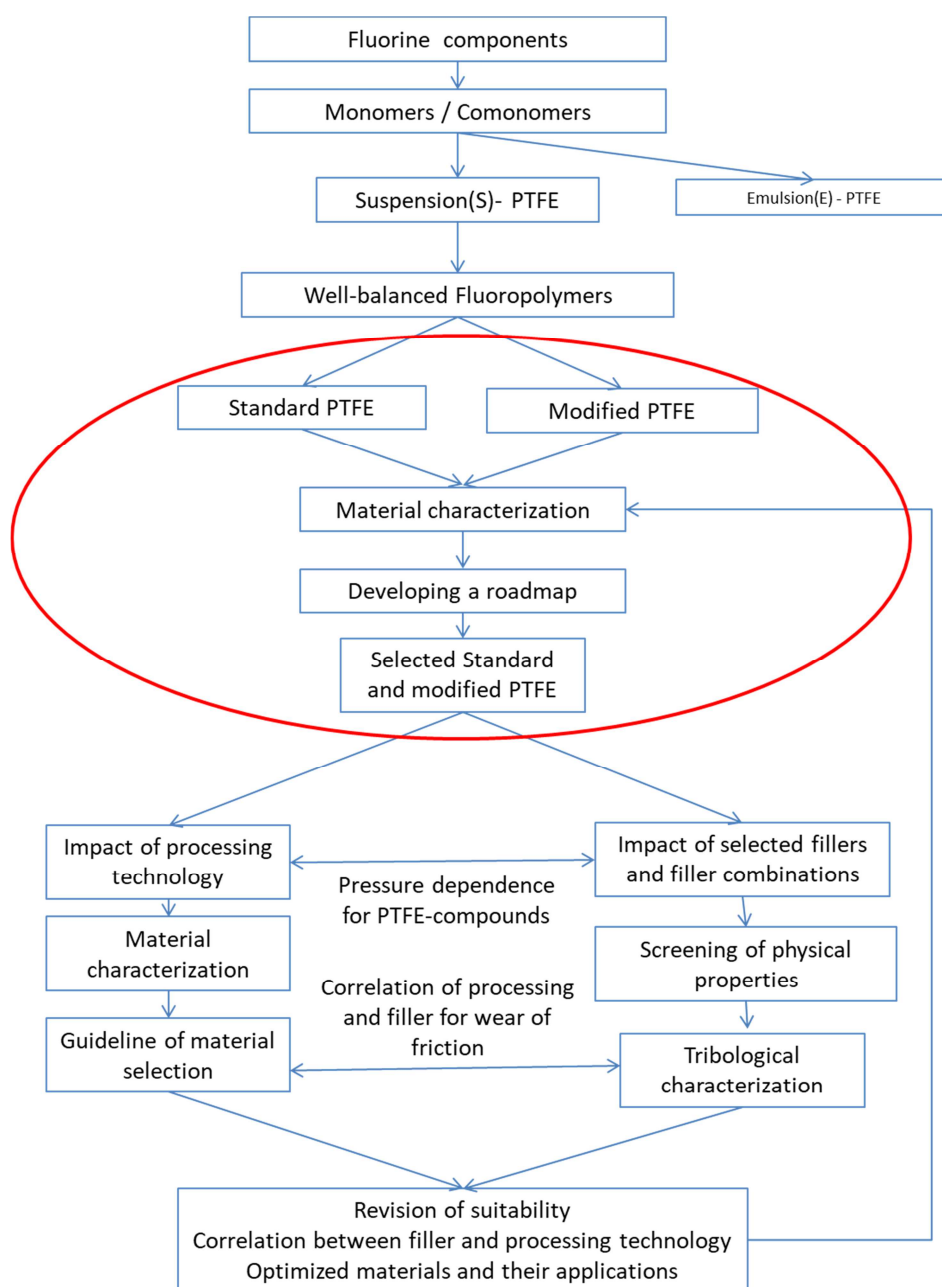 Fluorine components
Monomers / Comonomers
Suspension(S)- PTFE
Emulsion(E) - PTFE
Well-balanced Fluoropolymers
Standard PTFE
Modified PTFE
Material characterization
Developing a roadmap
Selected Standard
and modified PTFE
Impact of processing
technology
Impact of selected fillers
and filler combinations
Pressure dependence
for PTFE-compounds
Material
characterization
Screening of physical
properties
Correlation of processing
and filler for wear of
friction
Guideline of material
selection
Tribological
characterization
Revision of suitability
Correlation between filler and processing technology
Optimized materials and their applications